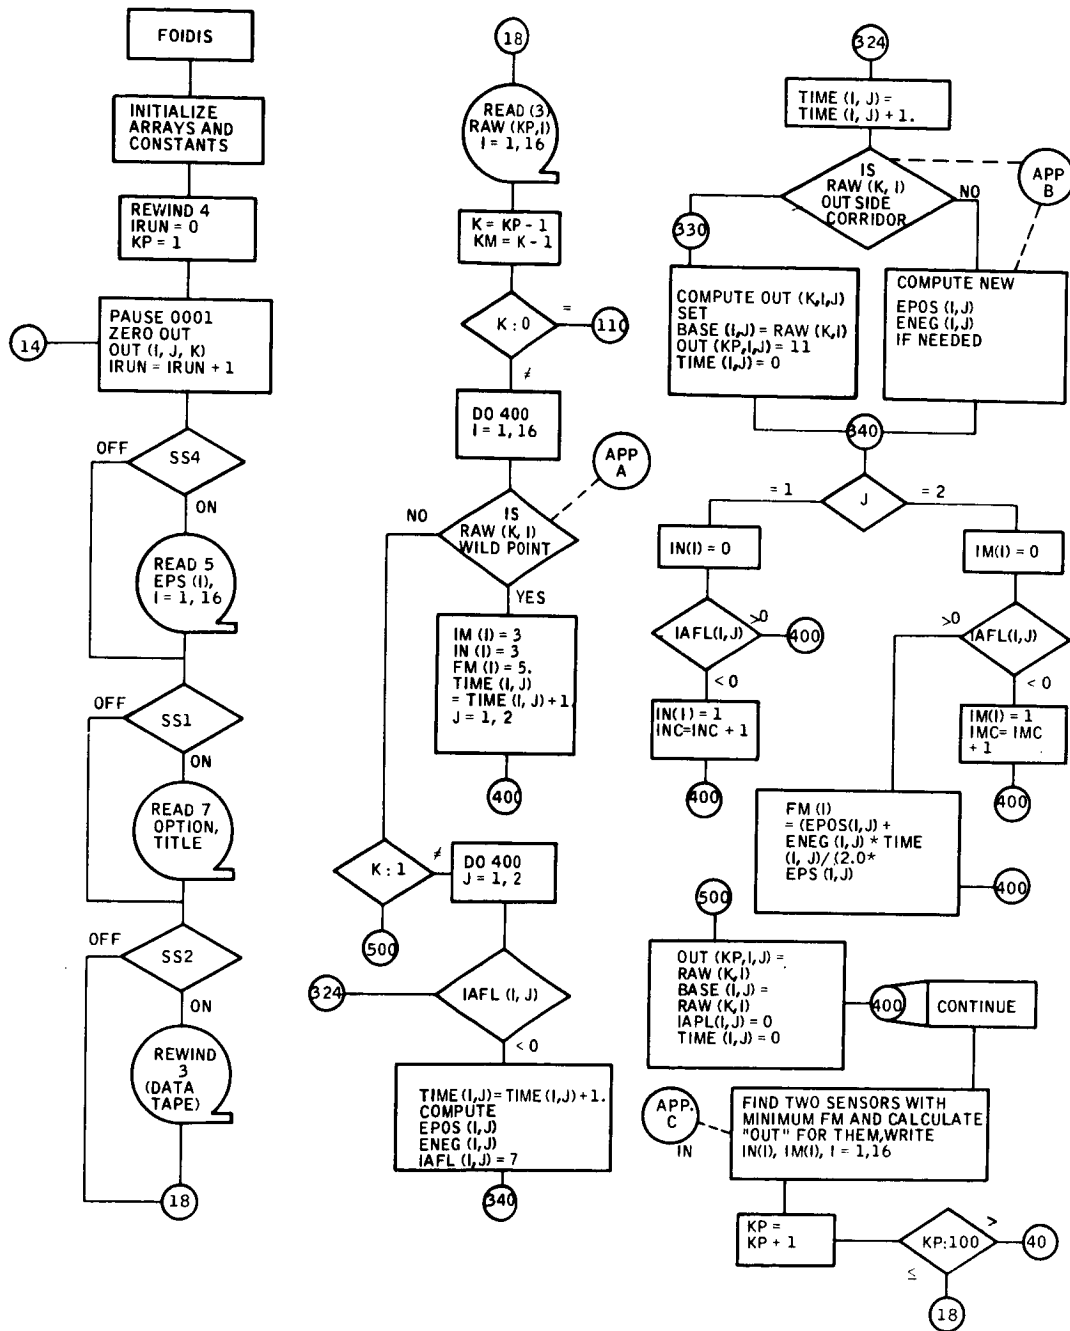 FOIDIS
INITIALIZE
ARRAYS AND
CONSTANTS
REWIND 4
IRUN = 0
KP = 1
14
PAUSE 0001
ZERO OUT
OUT (I, J, K)
IRUN = IRUN + 1
OFF
SS4
ON
READ 5
EPS (I),
I = 1, 16
OFF
SS1
ON
READ 7
OPTION,
TITLE
OFF
SS2
ON
REWIND
3
(DATA
TAPE)
18
18
READ (3)
RAW (KP,I)
I = 1, 16
K = KP - 1
KM = K - 1
K : 0
=
110
≠
DO 400
I = 1, 16
APP
A
NO
IS
RAW (K, I)
WILD POINT
YES
IM (I) = 3
IN (I) = 3
FM (I) = 5.
TIME (I, J)
= TIME (I, J) + 1.
J = 1, 2
400
K : 1
≠
DO 400
J = 1, 2
500
324
IAFL (I, J)
< 0
TIME (I,J) = TIME (I,J) + 1.
COMPUTE
EPOS (I,J)
ENEG (I,J)
IAFL (I,J) = 7
340
324
TIME (I, J) =
TIME (I, J) + 1.
IS
RAW (K, I)
OUT SIDE
CORRIDOR
NO
APP
B
330
COMPUTE OUT (K,I,J)
SET
BASE (I,J) = RAW (K,I)
OUT (KP,I,J) = 11
TIME (I,J) = 0
COMPUTE NEW
EPOS (I,J)
ENEG (I,J)
IF NEEDED
340
= 1
J
= 2
IN(I) = 0
IM(I) = 0
IAFL(I,J)
>0
400
>0
IAFL(I,J)
< 0
< 0
IN(I) = 1
INC=INC + 1
IM(I) = 1
IMC= IMC
+ 1
400
400
FM (I)
= (EPOS(I,J) +
ENEG (I,J) * TIME
(I, J)/(2.0*
EPS (I,J)
400
500
OUT (KP,I,J) =
RAW (K,I)
BASE (I,J) =
RAW (K,I)
IAPL(I,J) = 0
TIME (I,J) = 0
400
CONTINUE
APP.
C
IN
FIND TWO SENSORS WITH
MINIMUM FM AND CALCULATE
"OUT" FOR THEM,WRITE
IN(I), IM(I), I = 1,16
KP =
KP + 1
KP:100
>
40
≤
18